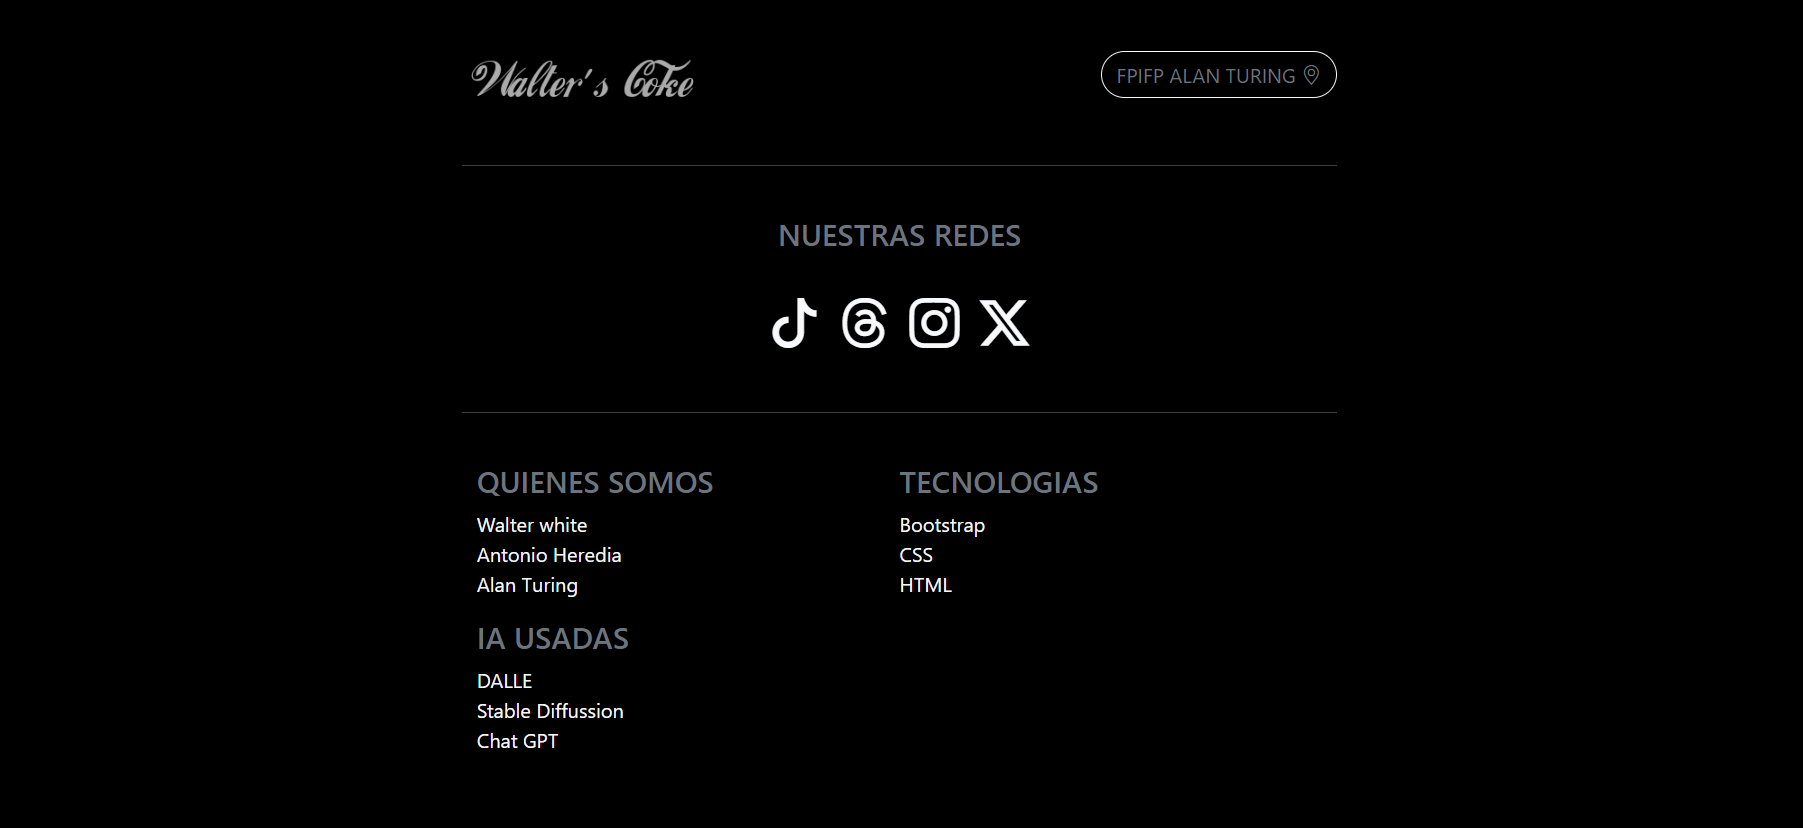 Walter's Coke
FPIFP ALAN TURING
NUESTRAS REDES
QUIENES SOMOS
Walter white
Antonio Heredia
Alan Turing
TECNOLOGIAS
Bootstrap
CSS
HTML
IA USADAS
DALLE
Stable Diffussion
Chat GPT